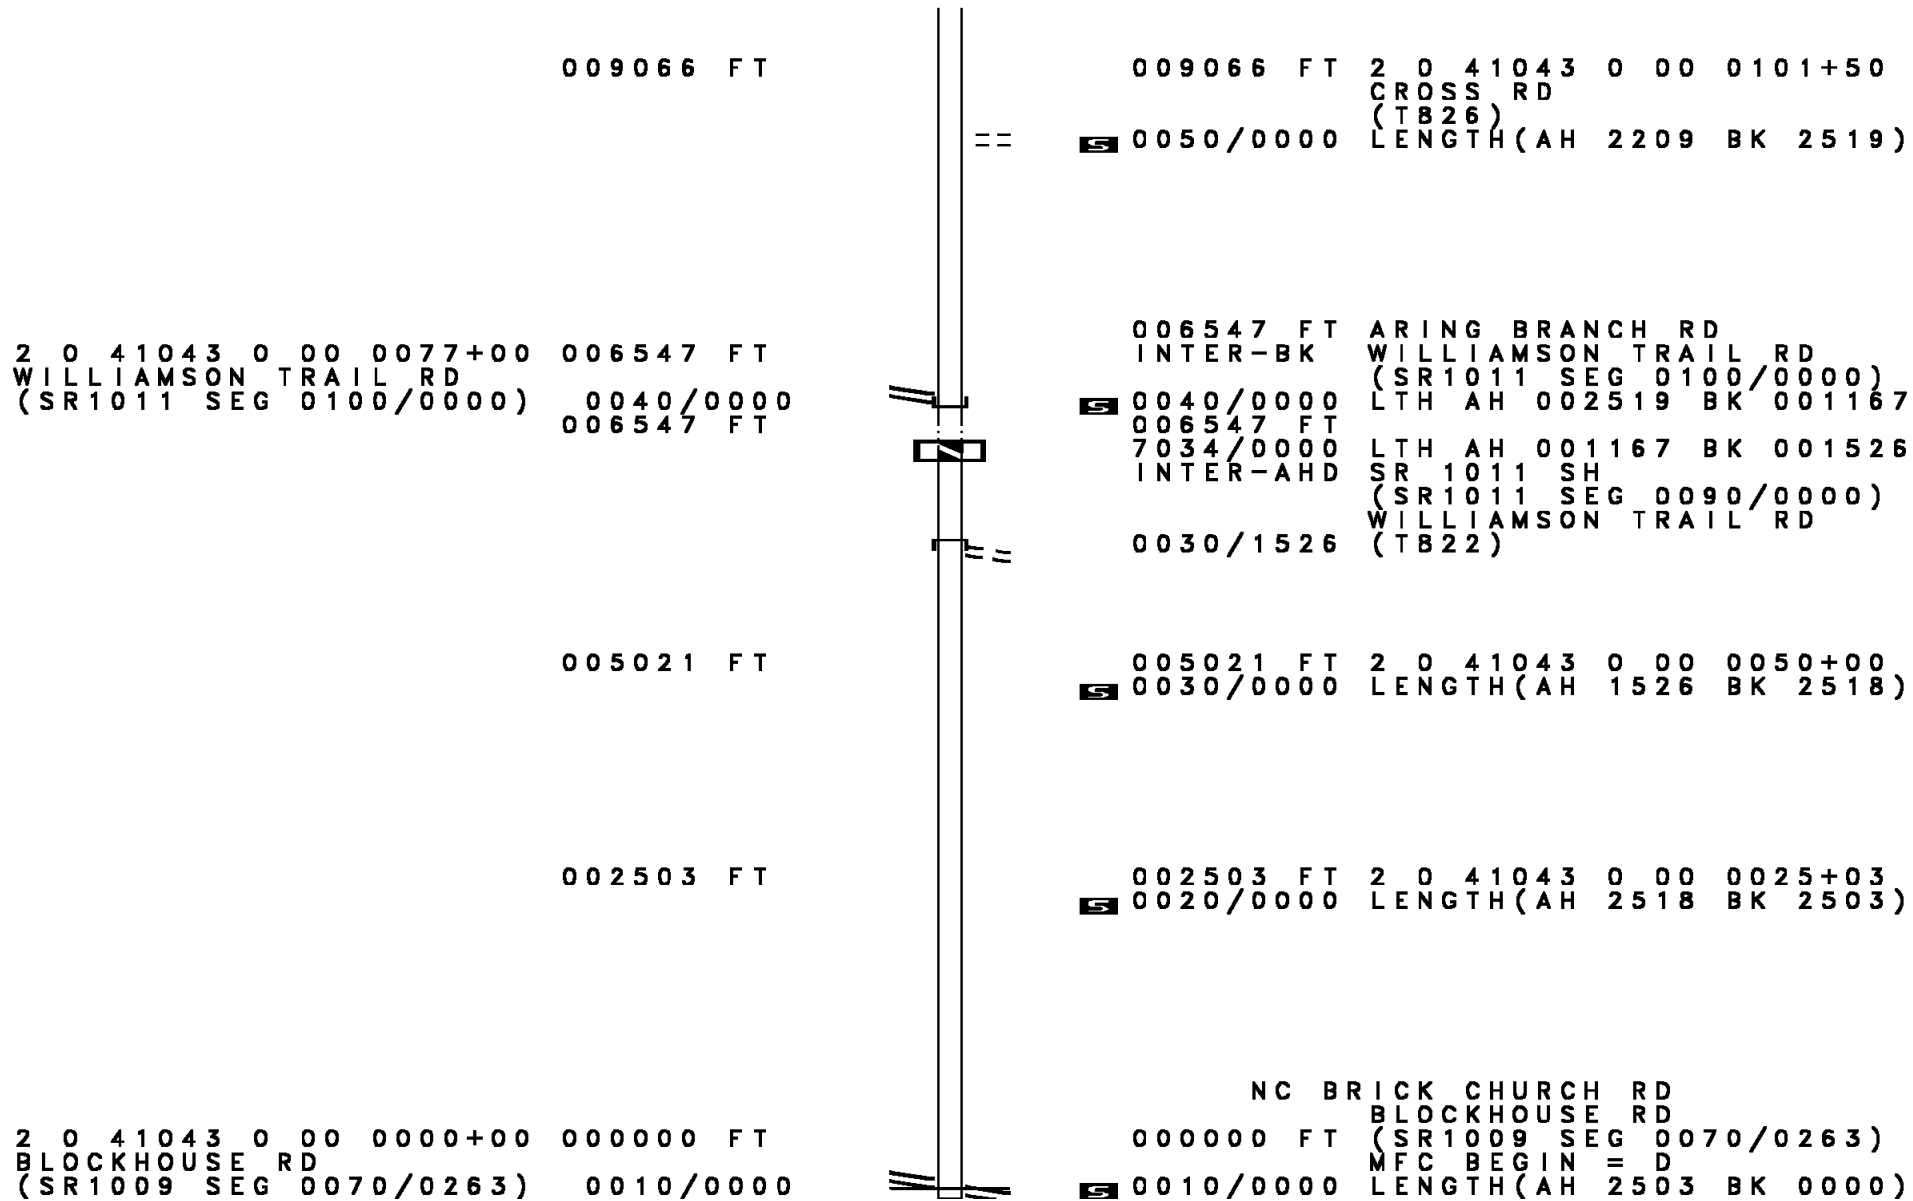 009066 FT 009066 FT 2 0 41043 0 00 0101+50
CROSS RD
(T826)
S 0050/0000 LENGTH(AH 2209 BK 2519)
006547 FT ARING BRANCH RD
2 0 41043 0 00 0077+00 006547 FT INTER-BK WILLIAMSON TRAIL RD
WILLIAMSON TRAIL RD (SR1011 SEG 0100/0000)
(SR1011 SEG 0100/0000) 0040/0000 S 0040/0000 LTH AH 002519 BK 001167
006547 FT 006547 FT
7034/0000 LTH AH 001167 BK 001526
INTER-AHD SR 1011 SH
(SR1011 SEG 0090/0000)
WILLIAMSON TRAIL RD
0030/1526 (T822)
005021 FT 005021 FT 2 0 41043 0 00 0050+00
S 0030/0000 LENGTH(AH 1526 BK 2518)
002503 FT 002503 FT 2 0 41043 0 00 0025+03
S 0020/0000 LENGTH(AH 2518 BK 2503)
NC BRICK CHURCH RD
BLOCKHOUSE RD
2 0 41043 0 00 0000+00 000000 FT 000000 FT (SR1009 SEG 0070/0263)
BLOCKHOUSE RD MFC BEGIN = D
(SR1009 SEG 0070/0263) 0010/0000 S 0010/0000 LENGTH(AH 2503 BK 0000)